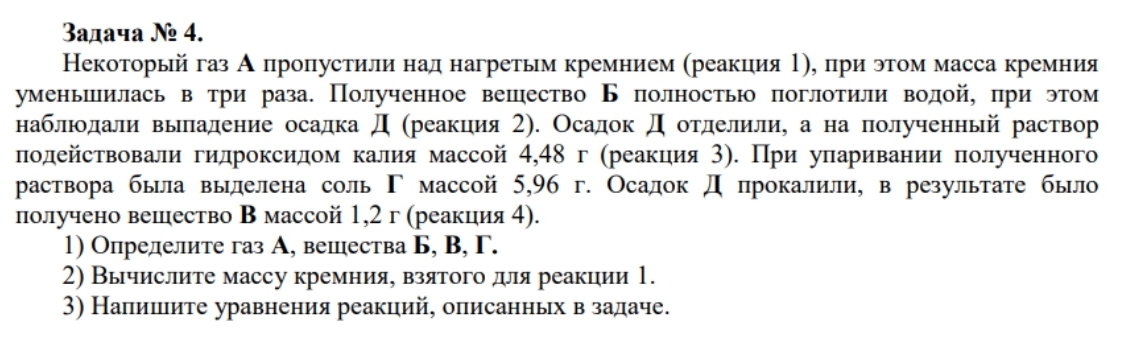 Задача № 4.
Некоторый газ А пропустили над нагретым кремнием (реакция 1), при этом масса кремния
уменьшилась в три раза. Полученное вещество Б полностью поглотили водой, при этом
наблюдали выпадение осадка Д (реакция 2). Осадок Д отделили, а на полученный раствор
подействовали гидроксидом калия массой 4,48 г (реакция 3). При упаривании полученного
раствора была выделена соль Г массой 5,96 г. Осадок Д прокалили, в результате было
получено вещество В массой 1,2 г (реакция 4).
1) Определите газ А, вещества Б, В, Г.
2) Вычислите массу кремния, взятого для реакции 1.
3) Напишите уравнения реакций, описанных в задаче.